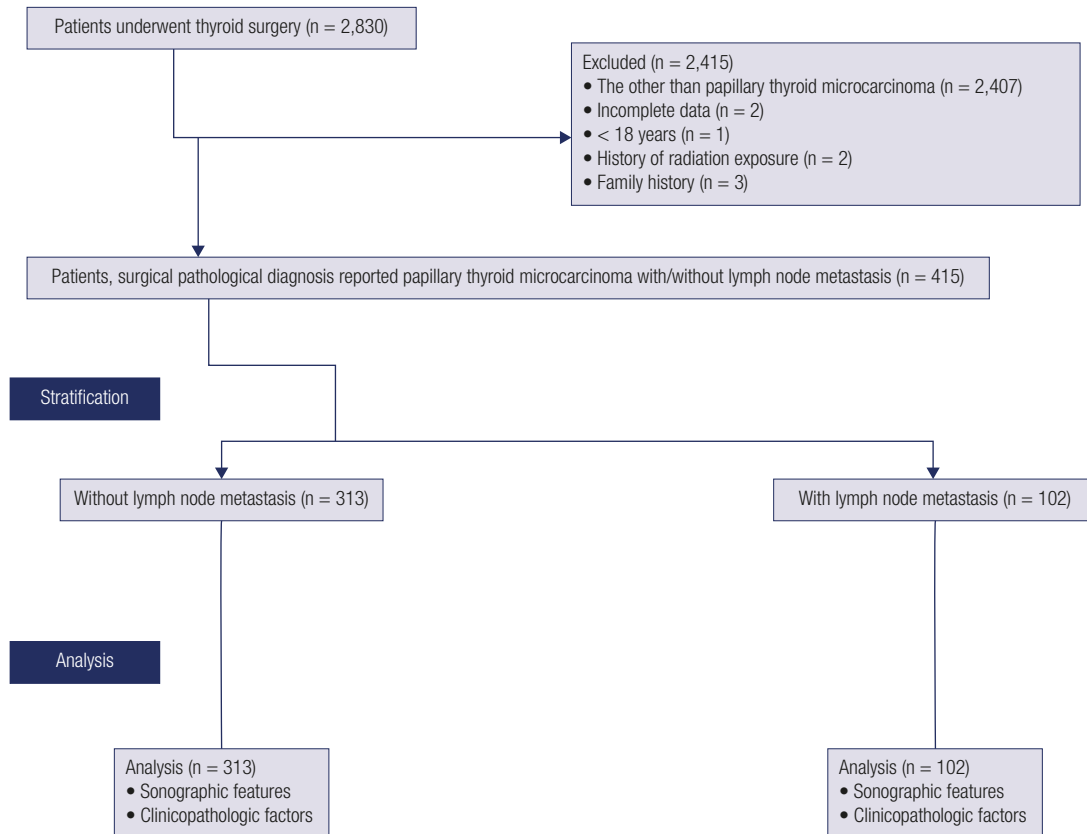 Patients underwent thyroid surgery (n = 2,830)
Excluded (n = 2,415)
• The other than papillary thyroid microcarcinoma (n = 2,407)
• Incomplete data (n = 2)
• < 18 years (n = 1)
• History of radiation exposure (n = 2)
• Family history (n = 3)
Patients, surgical pathological diagnosis reported papillary thyroid microcarcinoma with/without lymph node metastasis (n = 415)
Stratification
Without lymph node metastasis (n = 313)
With lymph node metastasis (n = 102)
Analysis
Analysis (n = 313)
• Sonographic features
• Clinicopathologic factors
Analysis (n = 102)
• Sonographic features
• Clinicopathologic factors